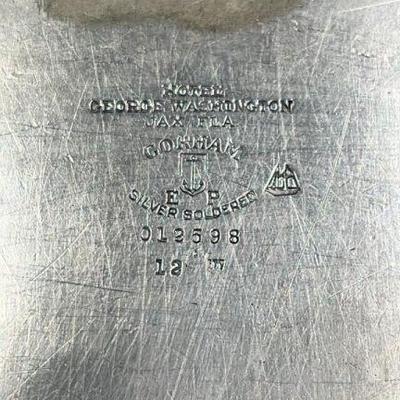 HOTEL
GEORGE WASHINGTON
JAX FLA
GORHAM
E P
SILVER SOLDERED
012598
12